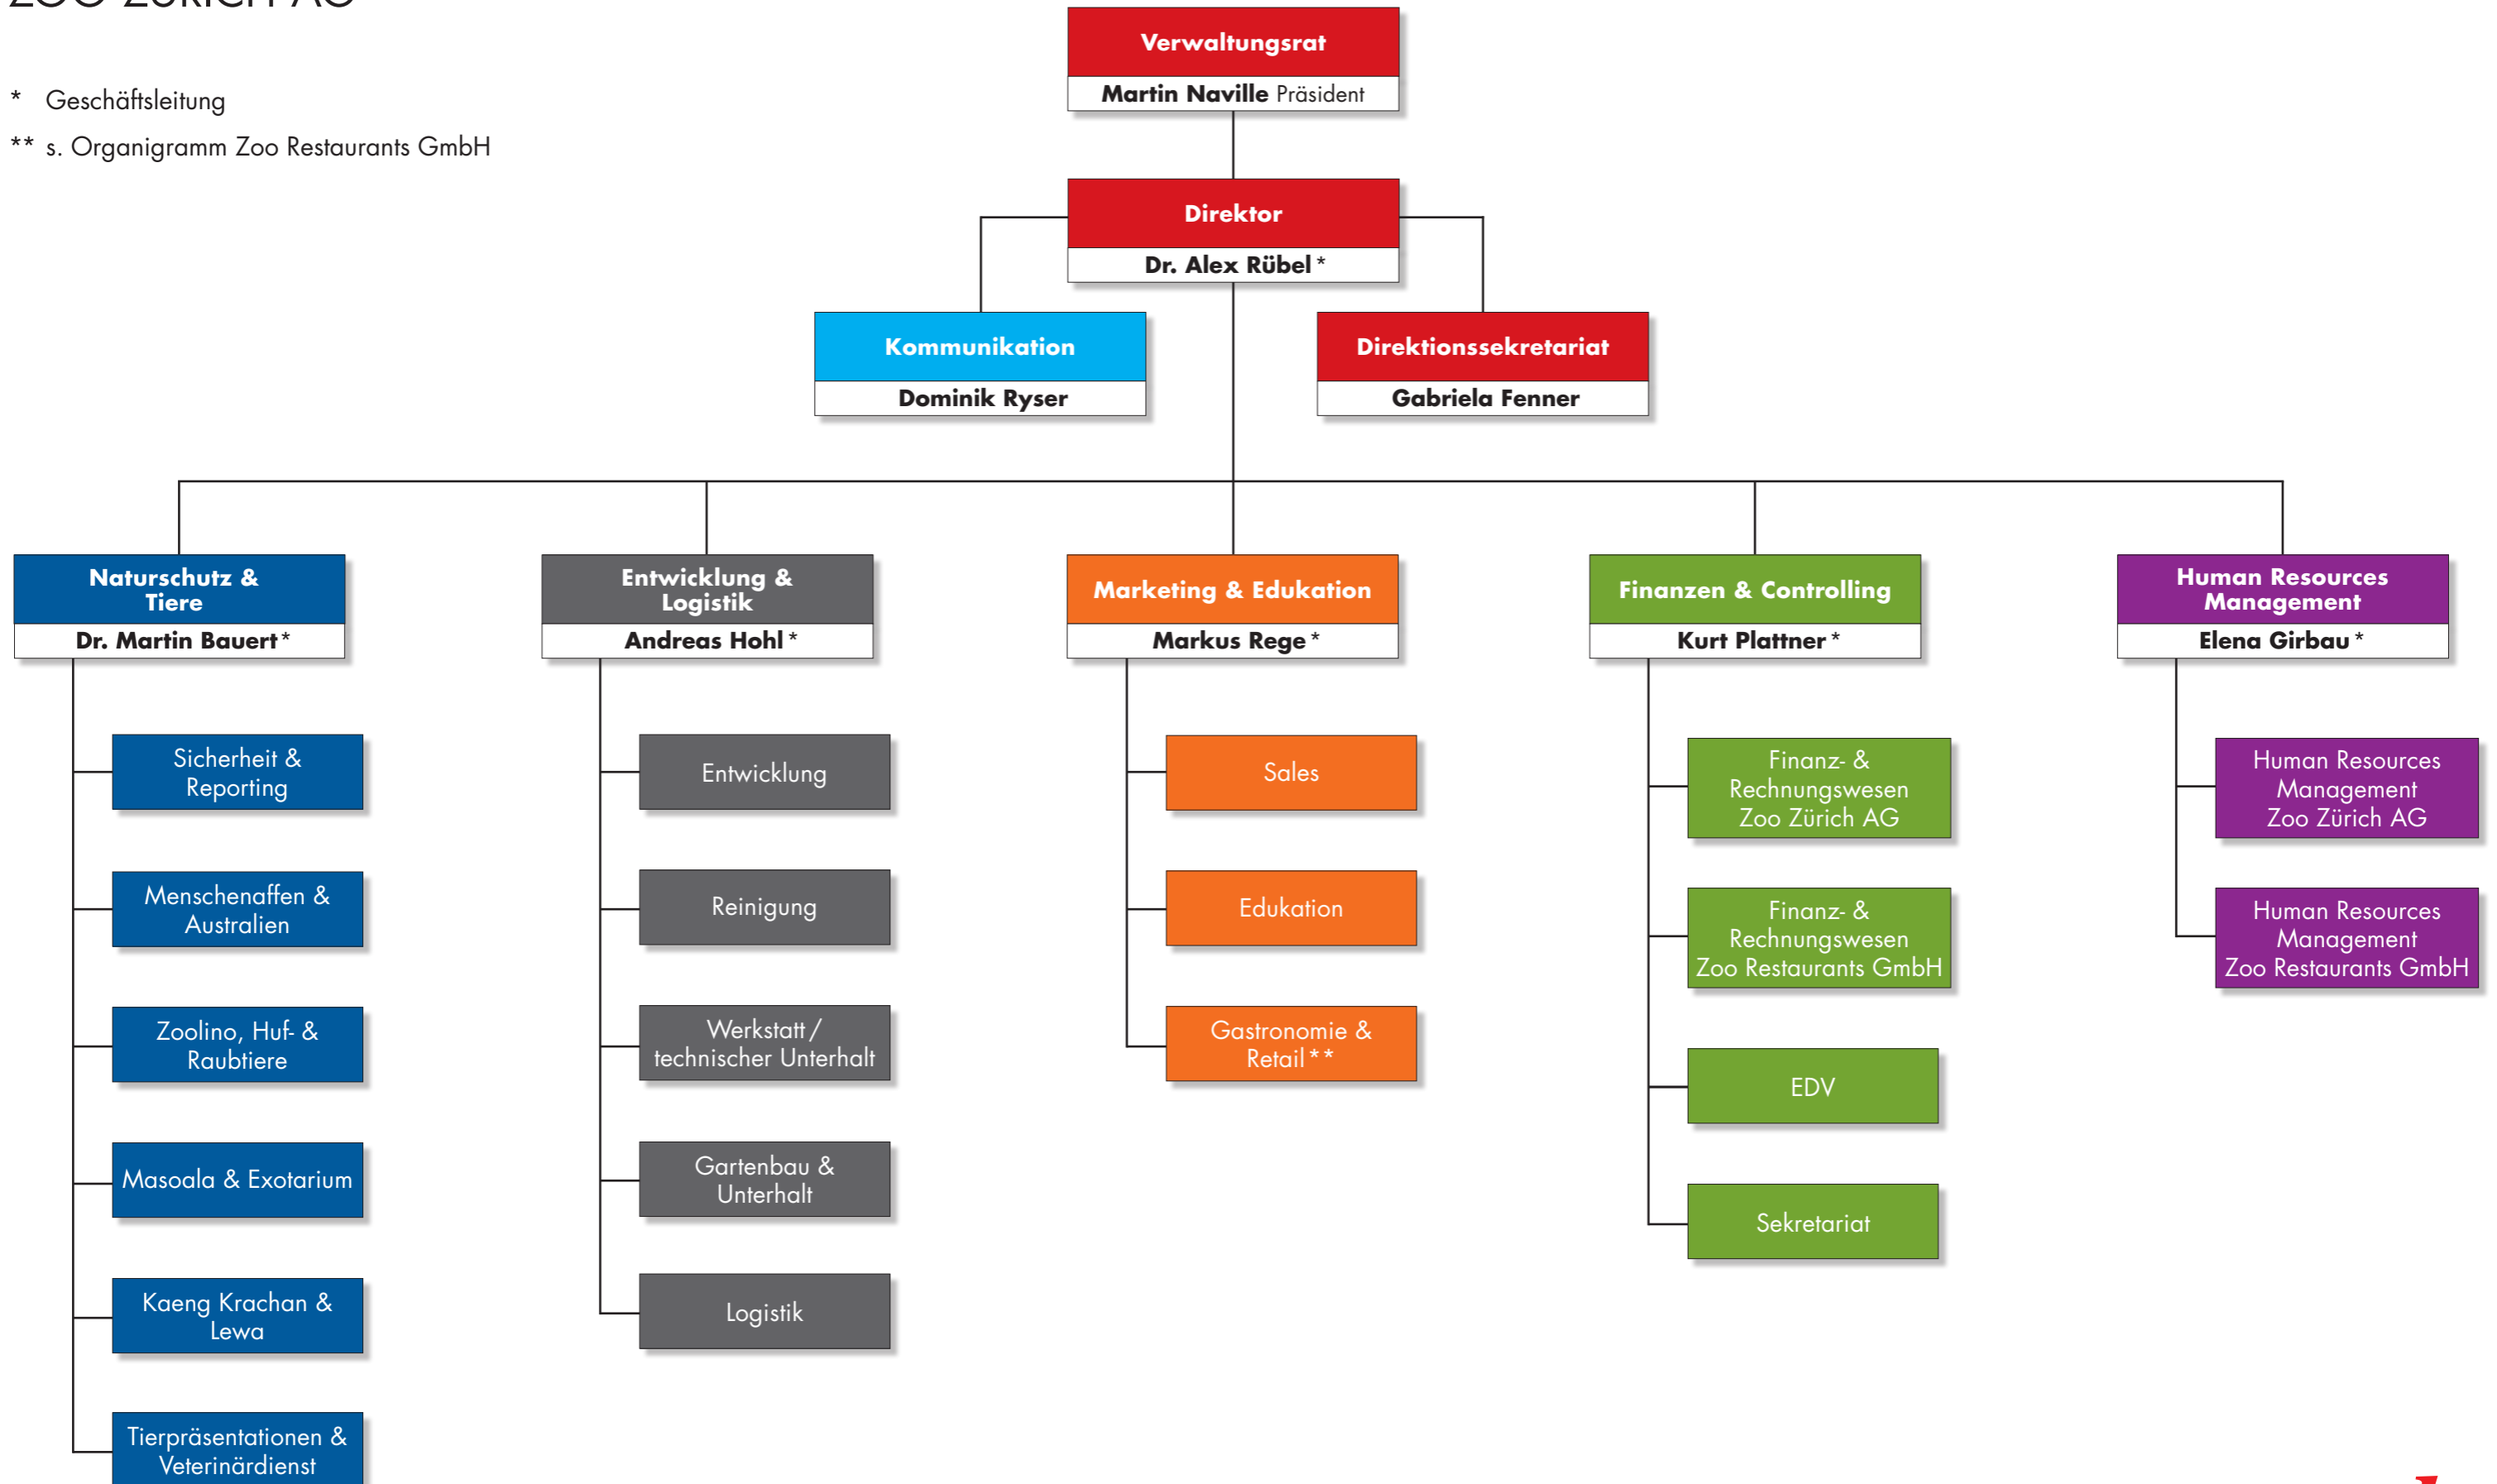 ZOO ZÜRICH AG
* Geschäftsleitung
** s. Organigramm Zoo Restaurants GmbH
Verwaltungsrat
Martin Naville Präsident
Direktor
Dr. Alex Rübel *
Kommunikation
Dominik Ryser
Direktionssekretariat
Gabriela Fenner
Naturschutz &
Tiere
Dr. Martin Bauert *
Sicherheit &
Reporting
Menschenaffen &
Australien
Zoolino, Huf- &
Raubtiere
Masoala & Exotarium
Kaeng Krachan &
Lewa
Tierpräsentationen &
Veterinärdienst
Entwicklung &
Logistik
Andreas Hohl *
Entwicklung
Reinigung
Werkstatt /
technischer Unterhalt
Gartenbau &
Unterhalt
Logistik
Marketing & Edukation
Markus Rege *
Sales
Edukation
Gastronomie &
Retail **
Finanzen & Controlling
Kurt Plattner *
Finanz- &
Rechnungswesen
Zoo Zürich AG
Finanz- &
Rechnungswesen
Zoo Restaurants GmbH
EDV
Sekretariat
Human Resources
Management
Elena Girbau *
Human Resources
Management
Zoo Zürich AG
Human Resources
Management
Zoo Restaurants GmbH